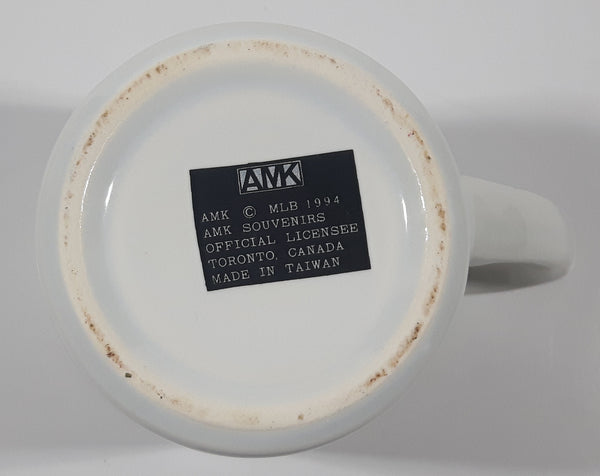 AMK
AMK © MLB 1994
AMK SOUVENIRS
OFFICIAL LICENSEE
TORONTO, CANADA
MADE IN TAIWAN